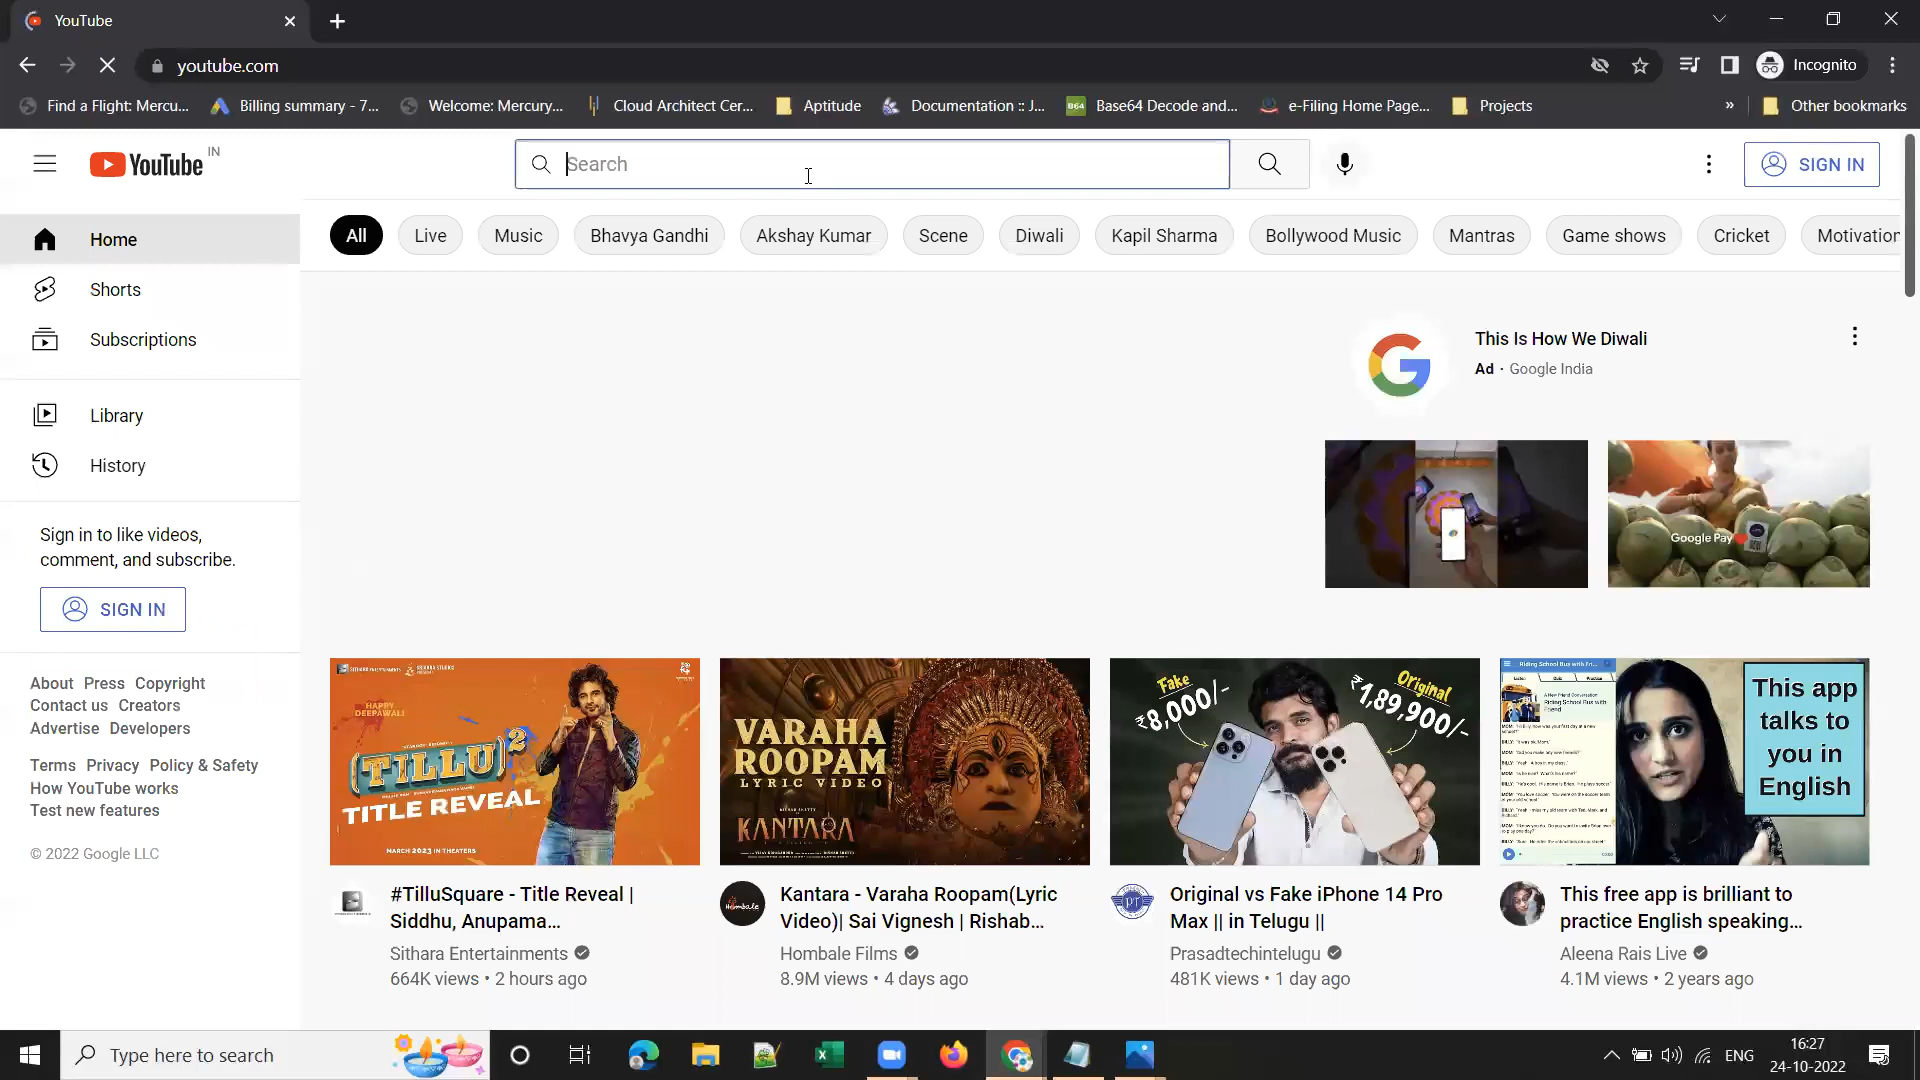 YouTube
youtube.com
Incognito
Find a Flight: Mercu...
Billing summary - 7...
Welcome: Mercury...
Cloud Architect Cer...
Aptitude
Documentation :: J...
B64
Base64 Decode and...
e-Filing Home Page...
Projects
»
Other bookmarks
YouTube IN
Search
SIGN IN
All
Live
Music
Bhavya Gandhi
Akshay Kumar
Scene
Diwali
Kapil Sharma
Bollywood Music
Mantras
Game shows
Cricket
Motivation
Home
Shorts
Subscriptions
Library
History
Sign in to like videos,
comment, and subscribe.
SIGN IN
About Press Copyright
Contact us Creators
Advertise Developers
Terms Privacy Policy & Safety
How YouTube works
Test new features
© 2022 Google LLC
This Is How We Diwali
Ad · Google India
Google Pay
HAPPY
DEEPAWALI
TILLU²
TITLE REVEAL
MARCH 2023 IN THEATERS
#TilluSquare - Title Reveal |
Siddhu, Anupama...
Sithara Entertainments
664K views • 2 hours ago
VARAHA
ROOPAM
LYRIC VIDEO
KANTARA
Kantara - Varaha Roopam(Lyric
Video)| Sai Vignesh | Rishab...
Hombale Films
8.9M views • 4 days ago
Fake
₹8,000/-
Original
₹1,89,900/-
Original vs Fake iPhone 14 Pro
Max || in Telugu ||
Prasadtechintelugu
481K views • 1 day ago
Riding School Bus with Fri...
This app
talks to
you in
English
This free app is brilliant to
practice English speaking...
Aleena Rais Live
4.1M views • 2 years ago
Type here to search
ENG
16:27
24-10-2022